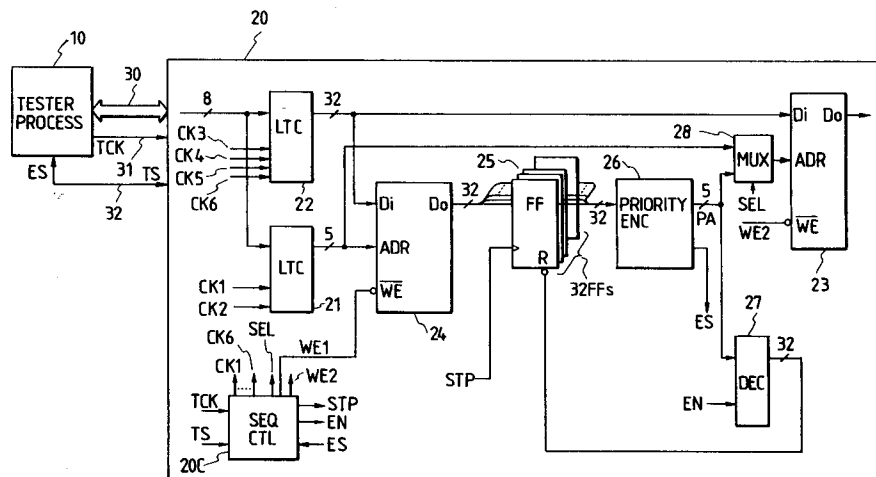 10
TESTER
PROCESS
30
TCK
31
ES
TS
32
20
8
CK3
CK4
CK5
CK6
LTC
22
32
CK1
CK2
LTC
21
5
Di
Do
ADR
WE
24
32
25
FF
R
32
32FFs
STP
26
PRIORITY
ENC
5
PA
ES
28
MUX
SEL
WE2
Di
Do
ADR
WE
23
27
DEC
32
EN
CK1
CK6
SEL
WE1
WE2
TCK
TS
SEQ
CTL
STP
EN
ES
20C